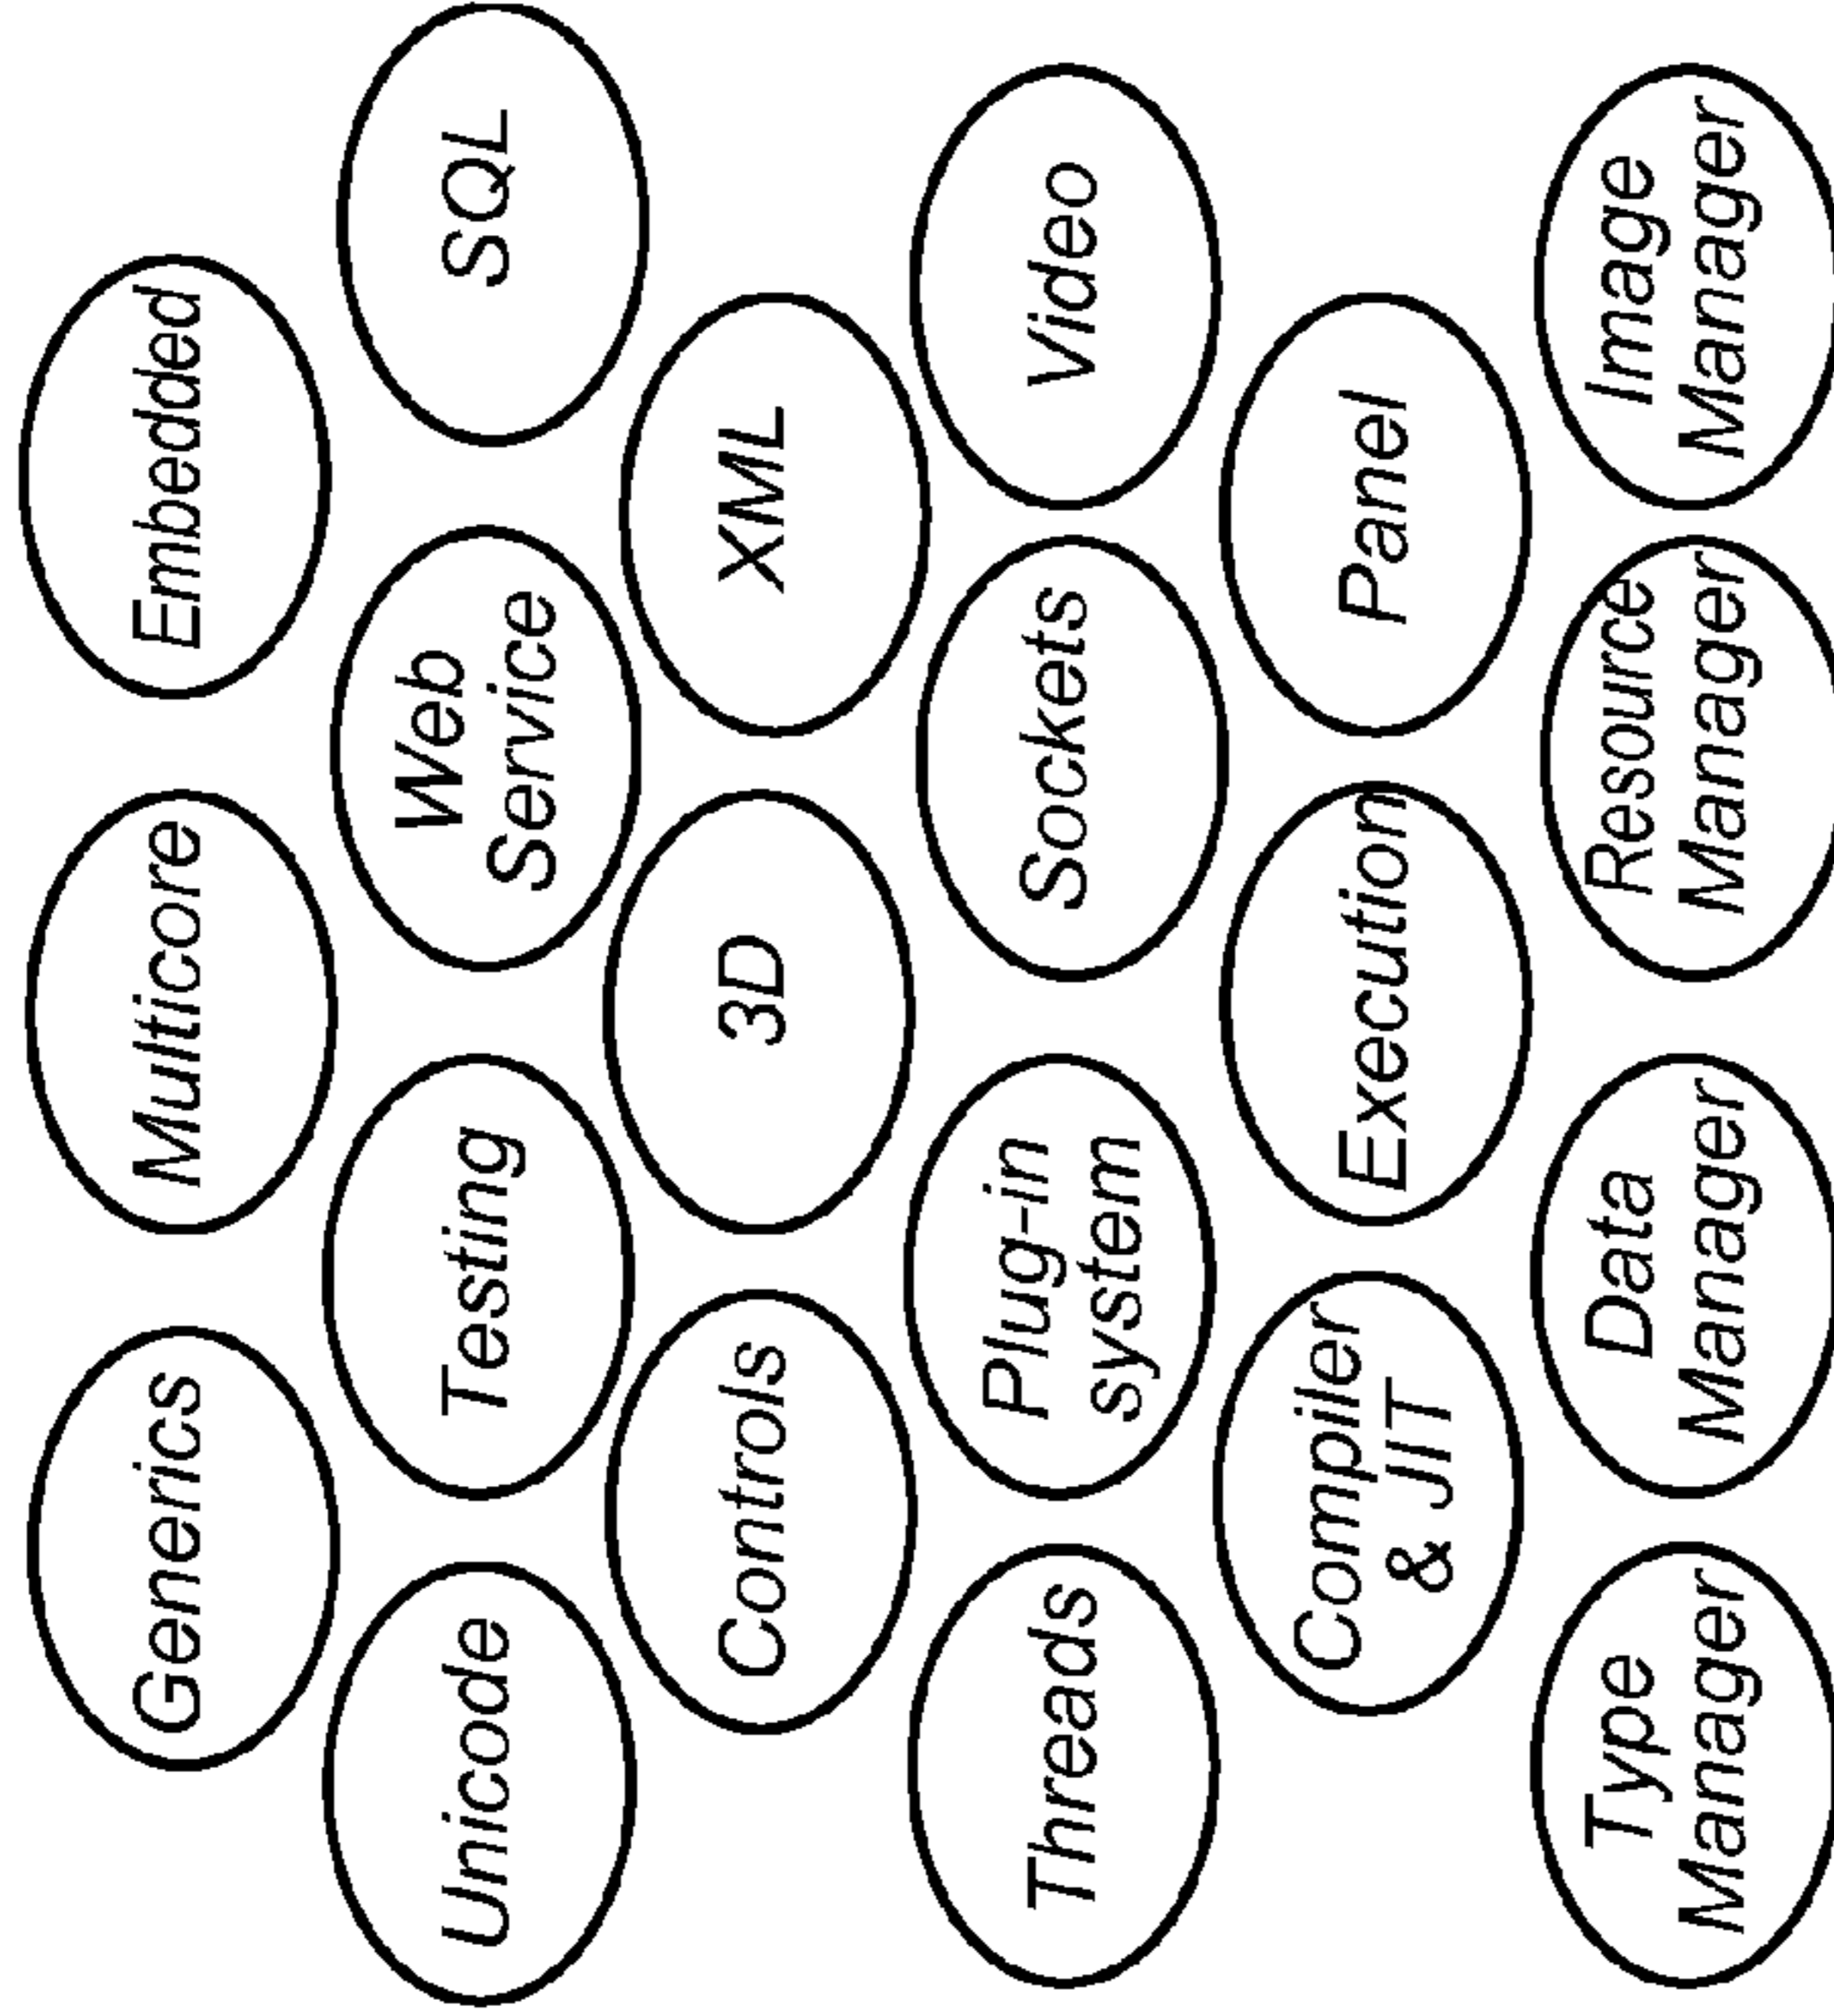 Generics
Multicore
Embedded
Unicode
Testing
Web
Service
SQL
Controls
3D
XML
Threads
Plug-in
system
Sockets
Video
Compiler
& JIT
Execution
Panel
Type
Manager
Data
Manager
Resource
Manager
Image
Manager